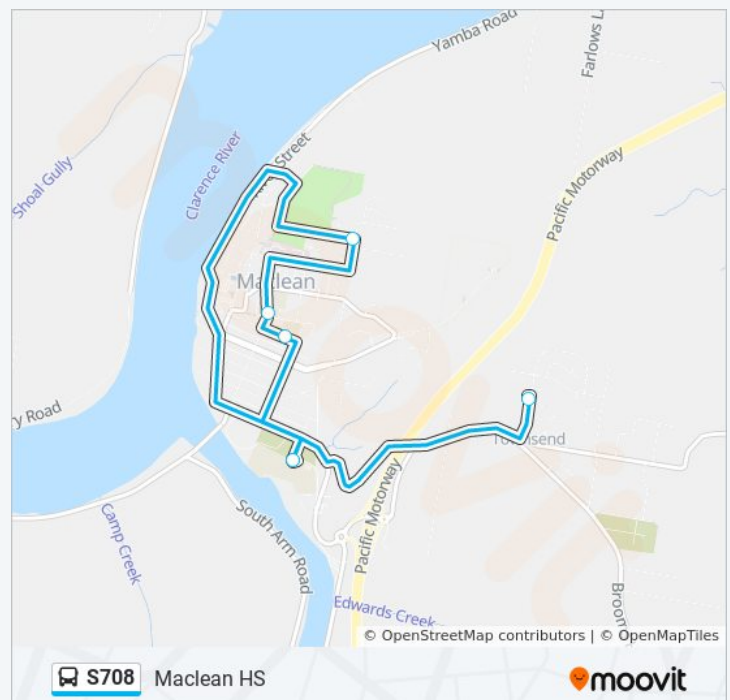 Yamba Road
Farlows L
Street
Clarence River
Shoal Gully
Pacific Motorway
Maclean
y Road
Townsend
South Arm Road
Pacific Motorway
Camp Creek
Broom
Edwards Creek
© OpenStreetMap contributors | © OpenMapTiles
S708 Maclean HS
moovit